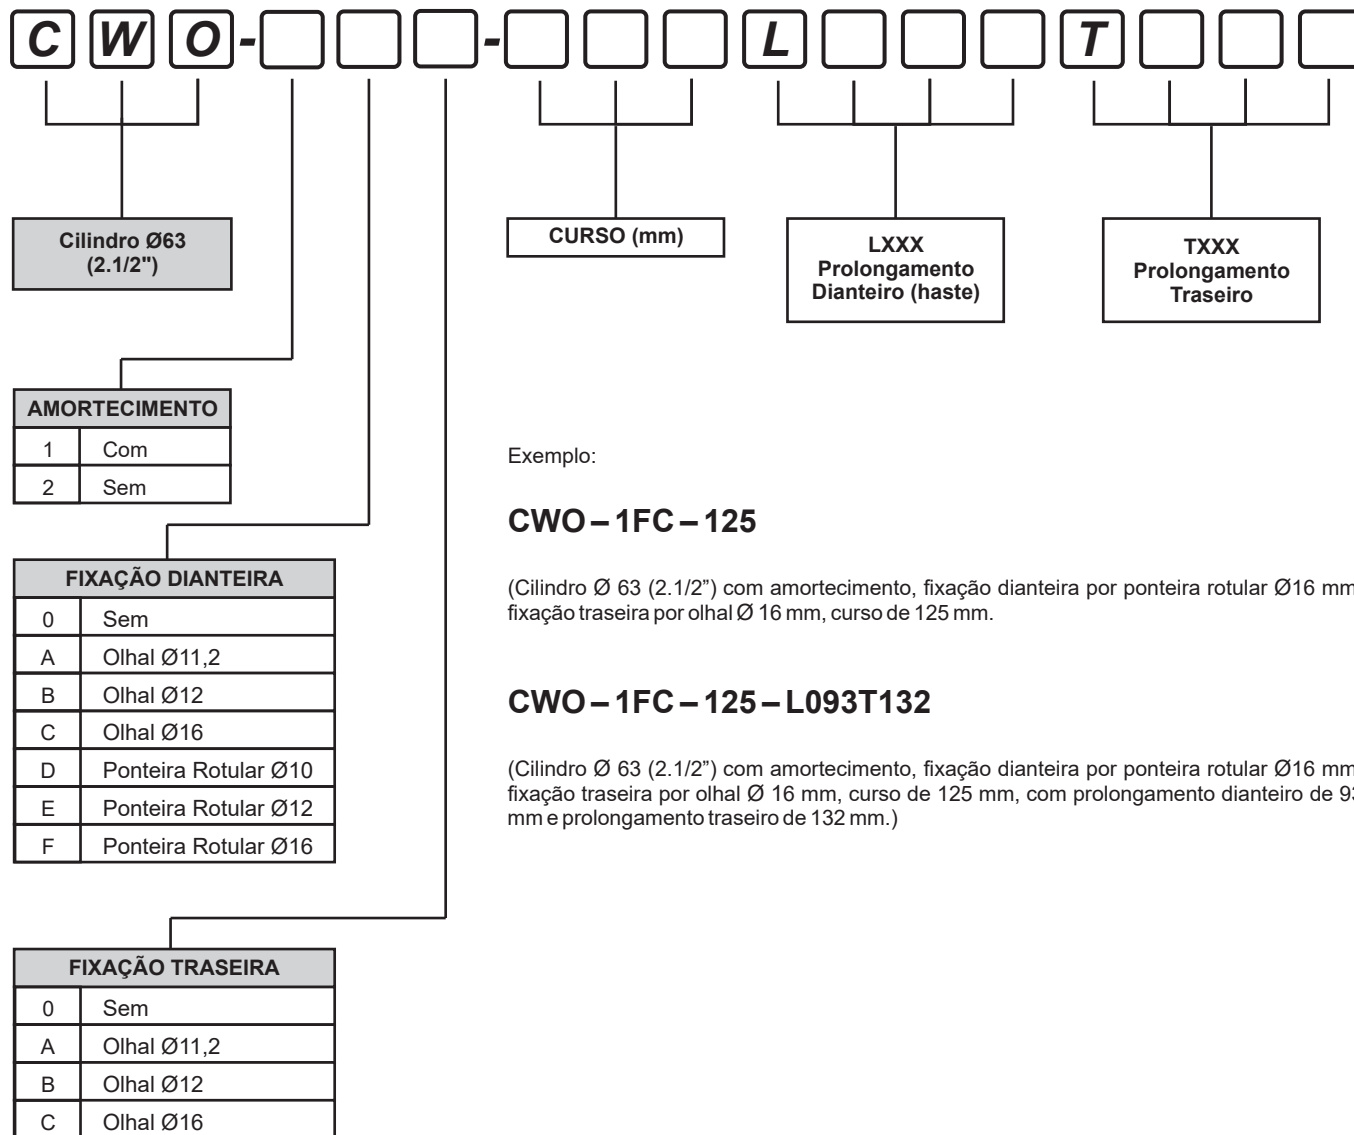 C W O - - L T
Cilindro Ø63
(2.1/2")
CURSO (mm)
LXXX
Prolongamento
Dianteiro (haste)
TXXX
Prolongamento
Traseiro
AMORTECIMENTO
1 Com
2 Sem
FIXAÇÃO DIANTEIRA
0 Sem
A Olhal Ø11,2
B Olhal Ø12
C Olhal Ø16
D Ponteira Rotular Ø10
E Ponteira Rotular Ø12
F Ponteira Rotular Ø16
Exemplo:
CWO – 1FC – 125
(Cilindro Ø 63 (2.1/2”) com amortecimento, fixação dianteira por ponteira rotular Ø16 mm
fixação traseira por olhal Ø 16 mm, curso de 125 mm.
CWO – 1FC – 125 – L093T132
(Cilindro Ø 63 (2.1/2”) com amortecimento, fixação dianteira por ponteira rotular Ø16 mm
fixação traseira por olhal Ø 16 mm, curso de 125 mm, com prolongamento dianteiro de 93
mm e prolongamento traseiro de 132 mm.)
FIXAÇÃO TRASEIRA
0 Sem
A Olhal Ø11,2
B Olhal Ø12
C Olhal Ø16